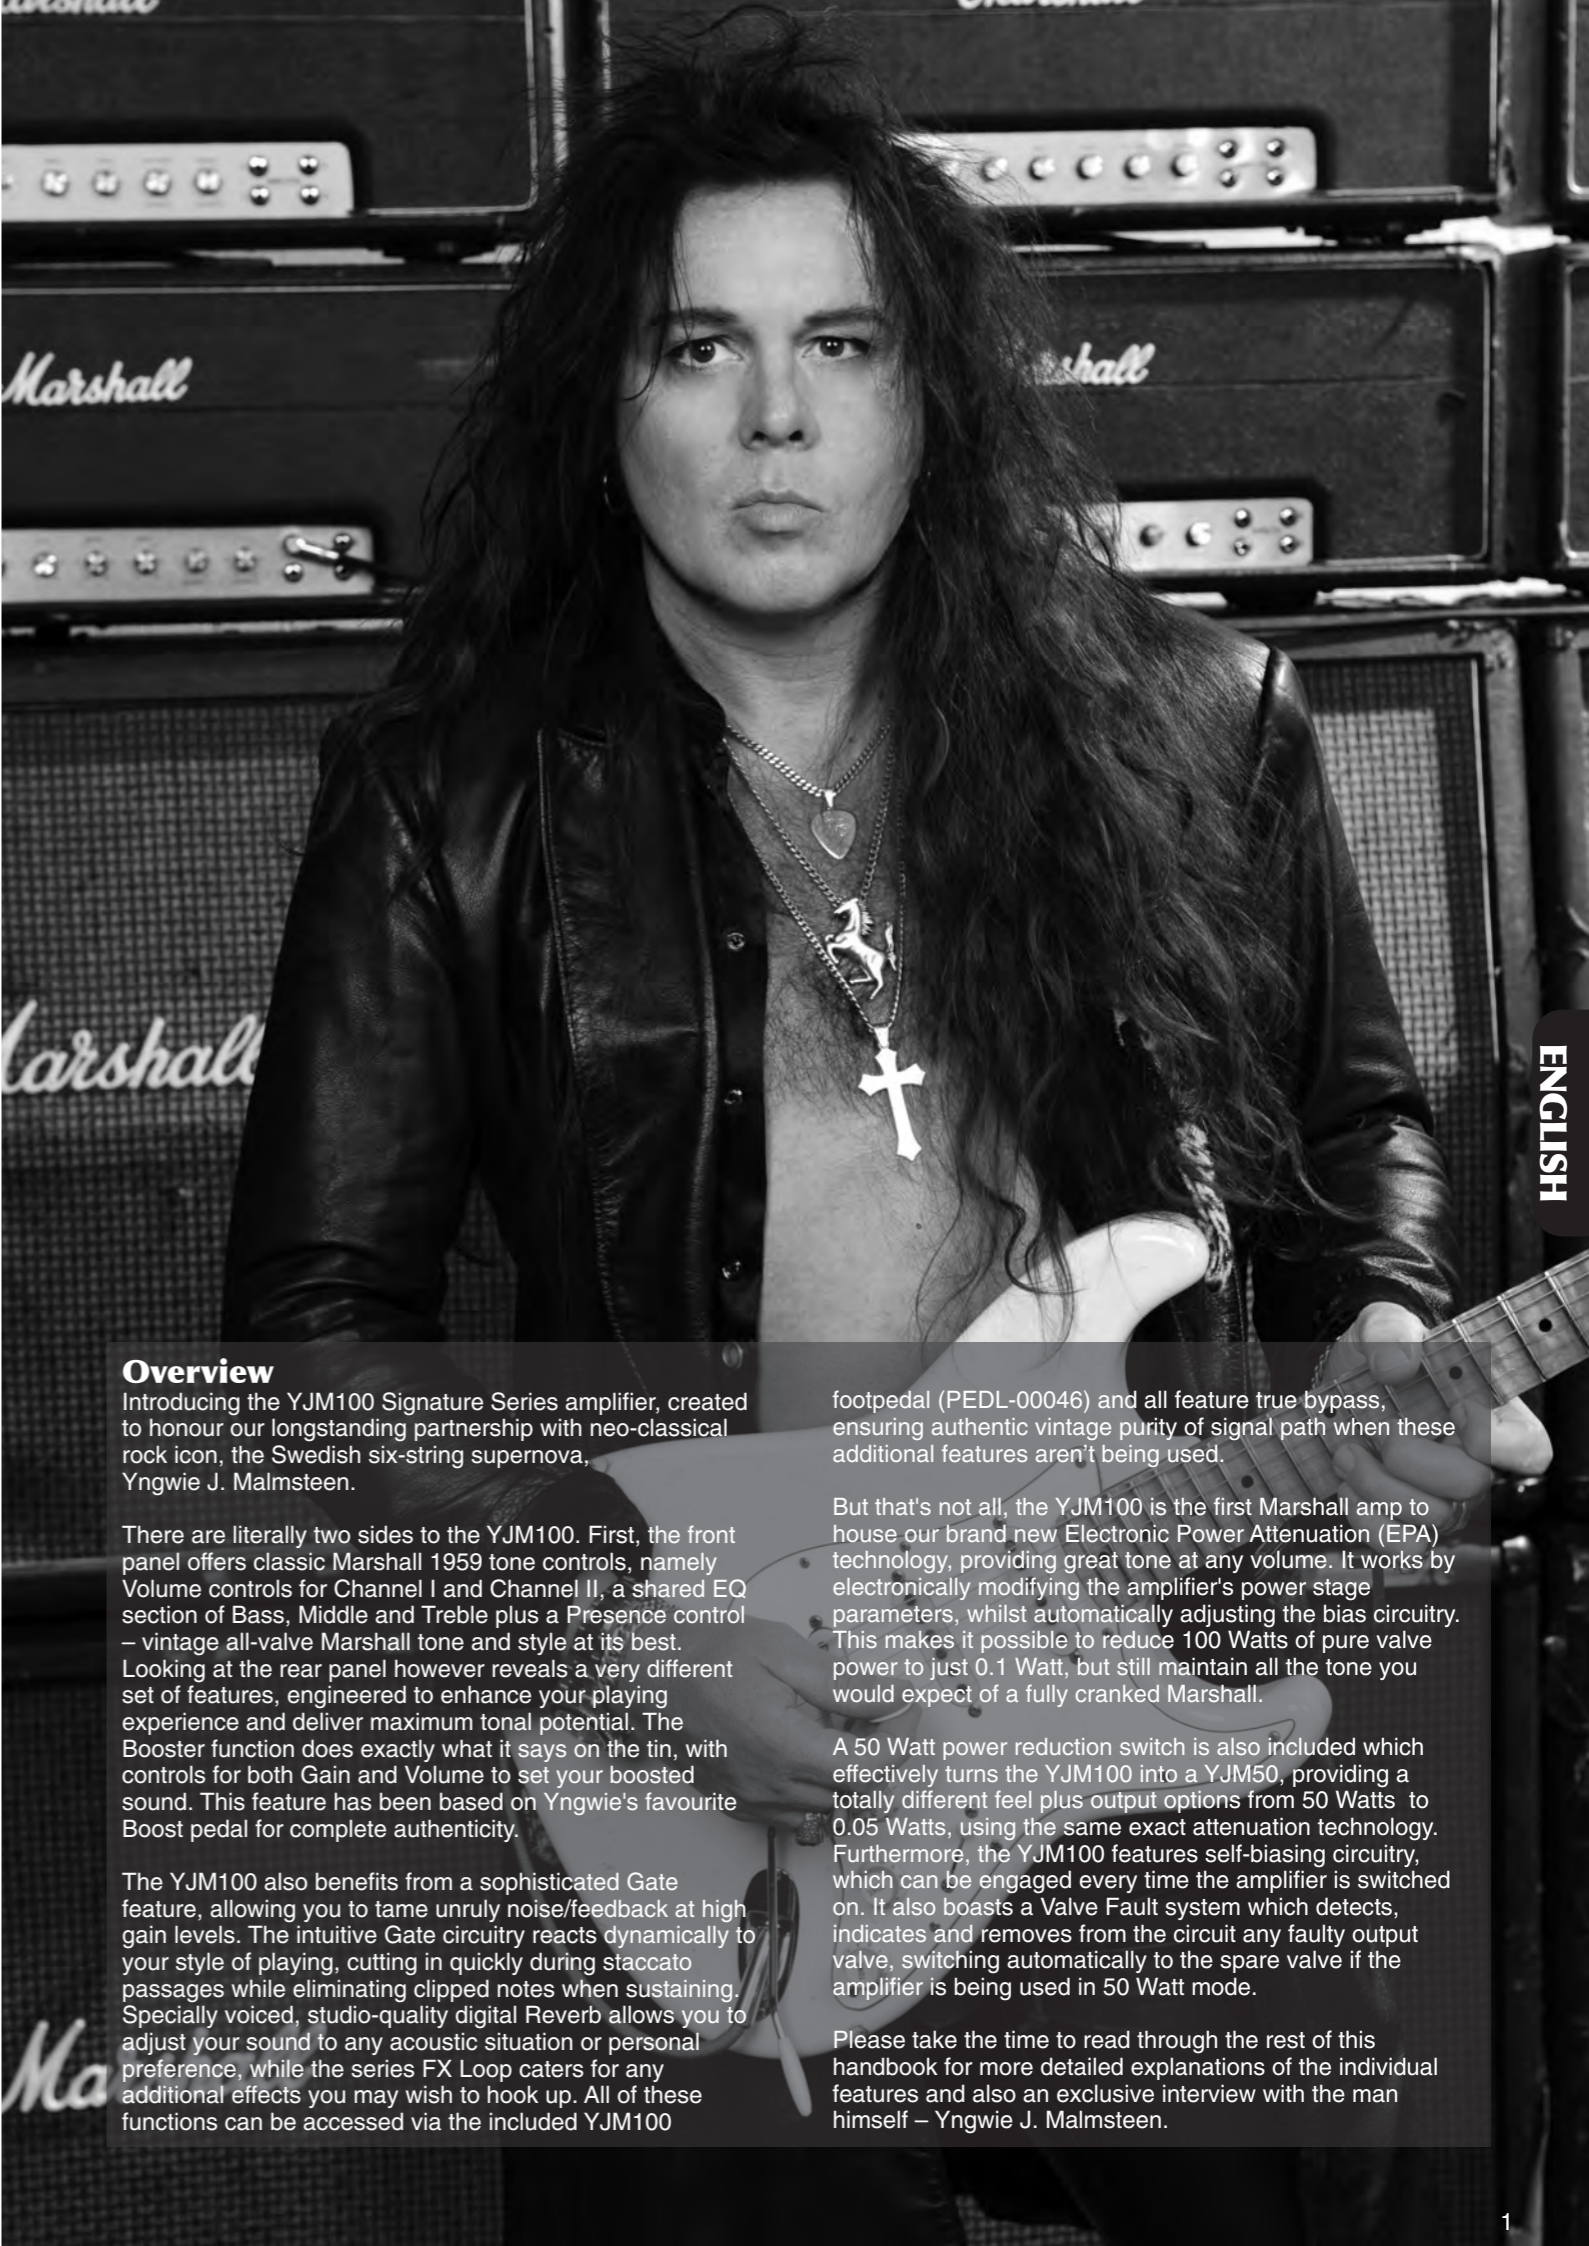 Marshall
Marshall
Marshall
shall
Marshall
ENGLISH
Overview
Introducing the YJM100 Signature Series amplifier, created
to honour our longstanding partnership with neo-classical
rock icon, the Swedish six-string supernova,
Yngwie J. Malmsteen.
There are literally two sides to the YJM100. First, the front
panel offers classic Marshall 1959 tone controls, namely
Volume controls for Channel I and Channel II, a shared EQ
section of Bass, Middle and Treble plus a Presence control
– vintage all-valve Marshall tone and style at its best.
Looking at the rear panel however reveals a very different
set of features, engineered to enhance your playing
experience and deliver maximum tonal potential. The
Booster function does exactly what it says on the tin, with
controls for both Gain and Volume to set your boosted
sound. This feature has been based on Yngwie's favourite
Boost pedal for complete authenticity.
The YJM100 also benefits from a sophisticated Gate
feature, allowing you to tame unruly noise/feedback at high
gain levels. The intuitive Gate circuitry reacts dynamically to
your style of playing, cutting in quickly during staccato
passages while eliminating clipped notes when sustaining.
Specially voiced, studio-quality digital Reverb allows you to
adjust your sound to any acoustic situation or personal
preference, while the series FX Loop caters for any
additional effects you may wish to hook up. All of these
functions can be accessed via the included YJM100
footpedal (PEDL-00046) and all feature true bypass,
ensuring authentic vintage purity of signal path when these
additional features aren’t being used.
But that's not all, the YJM100 is the first Marshall amp to
house our brand new Electronic Power Attenuation (EPA)
technology, providing great tone at any volume. It works by
electronically modifying the amplifier's power stage
parameters, whilst automatically adjusting the bias circuitry.
This makes it possible to reduce 100 Watts of pure valve
power to just 0.1 Watt, but still maintain all the tone you
would expect of a fully cranked Marshall.
A 50 Watt power reduction switch is also included which
effectively turns the YJM100 into a YJM50, providing a
totally different feel plus output options from 50 Watts to
0.05 Watts, using the same exact attenuation technology.
Furthermore, the YJM100 features self-biasing circuitry,
which can be engaged every time the amplifier is switched
on. It also boasts a Valve Fault system which detects,
indicates and removes from the circuit any faulty output
valve, switching automatically to the spare valve if the
amplifier is being used in 50 Watt mode.
Please take the time to read through the rest of this
handbook for more detailed explanations of the individual
features and also an exclusive interview with the man
himself – Yngwie J. Malmsteen.
Ma
1